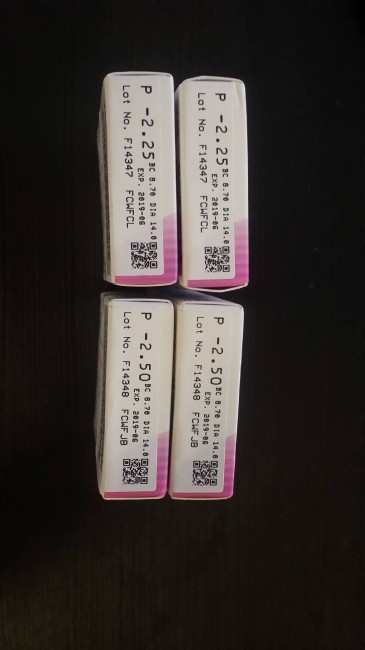 P -2.25 BC 8.70 DIA 14.0
EXP. 2019-06
Lot No. F14347 FCWFCL
P -2.25 BC 8.70 DIA 14.0
EXP. 2019-06
Lot No. F14347 FCWFCL
P -2.50 BC 8.70 DIA 14.0
EXP. 2019-06
Lot No. F14348 FCWFJB
P -2.50 BC 8.70 DIA 14.0
EXP. 2019-06
Lot No. F14348 FCWFJB